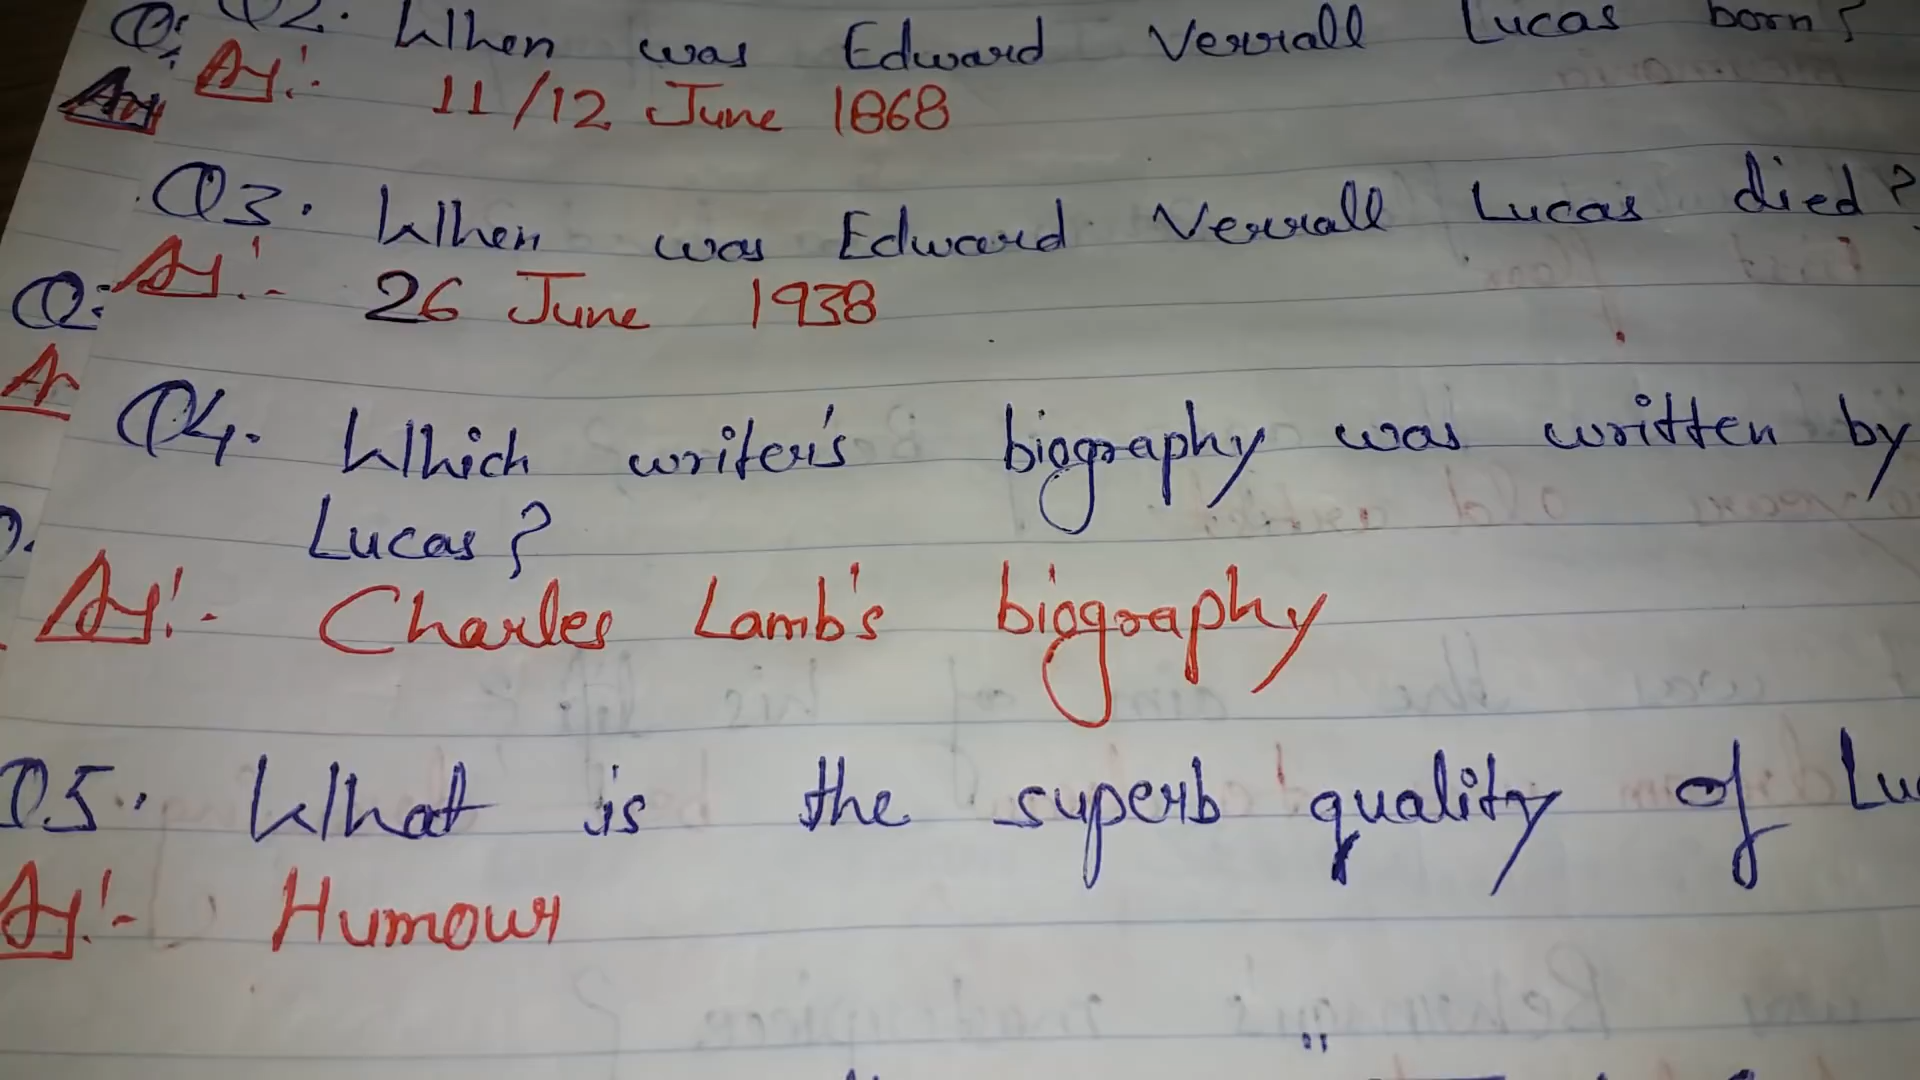 Q2. When was Edward Verrall Lucas born?
Ans:- 11/12 June 1868
Q3. When was Edward Verrall Lucas died?
Ans:- 26 June 1938
Q4. Which writer's biography was written by
Lucas?
Ans:- Charles Lamb's biography
Q5. What is the superb quality of
Ans:- Humour